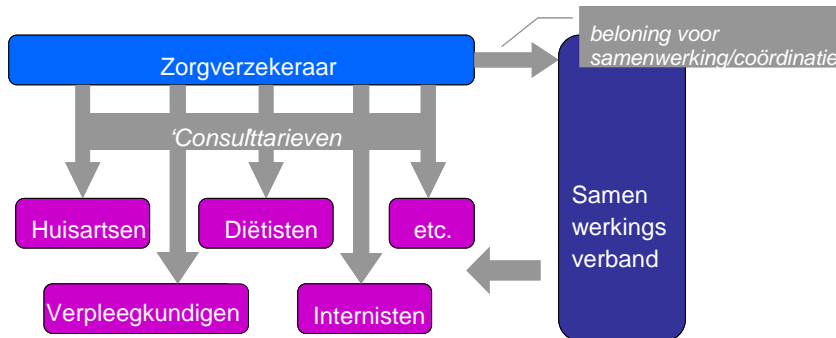 beloning voor
samenwerking/coördinatie
Zorgverzekeraar
'Consulttarieven
Huisartsen
Diëtisten
etc.
Samen
werkings
verband
Verpleegkundigen
Internisten